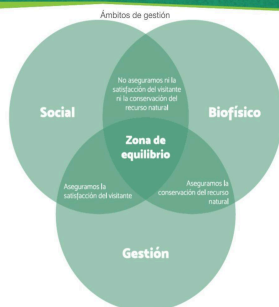 Ámbitos de gestión
No aseguramos ni la
satisfacción del visitante
ni la conservación del
recurso natural
Social
Biofísico
Zona de
equilibrio
Aseguramos la
satisfacción del visitante
Aseguramos la
conservación del recurso
natural
Gestión